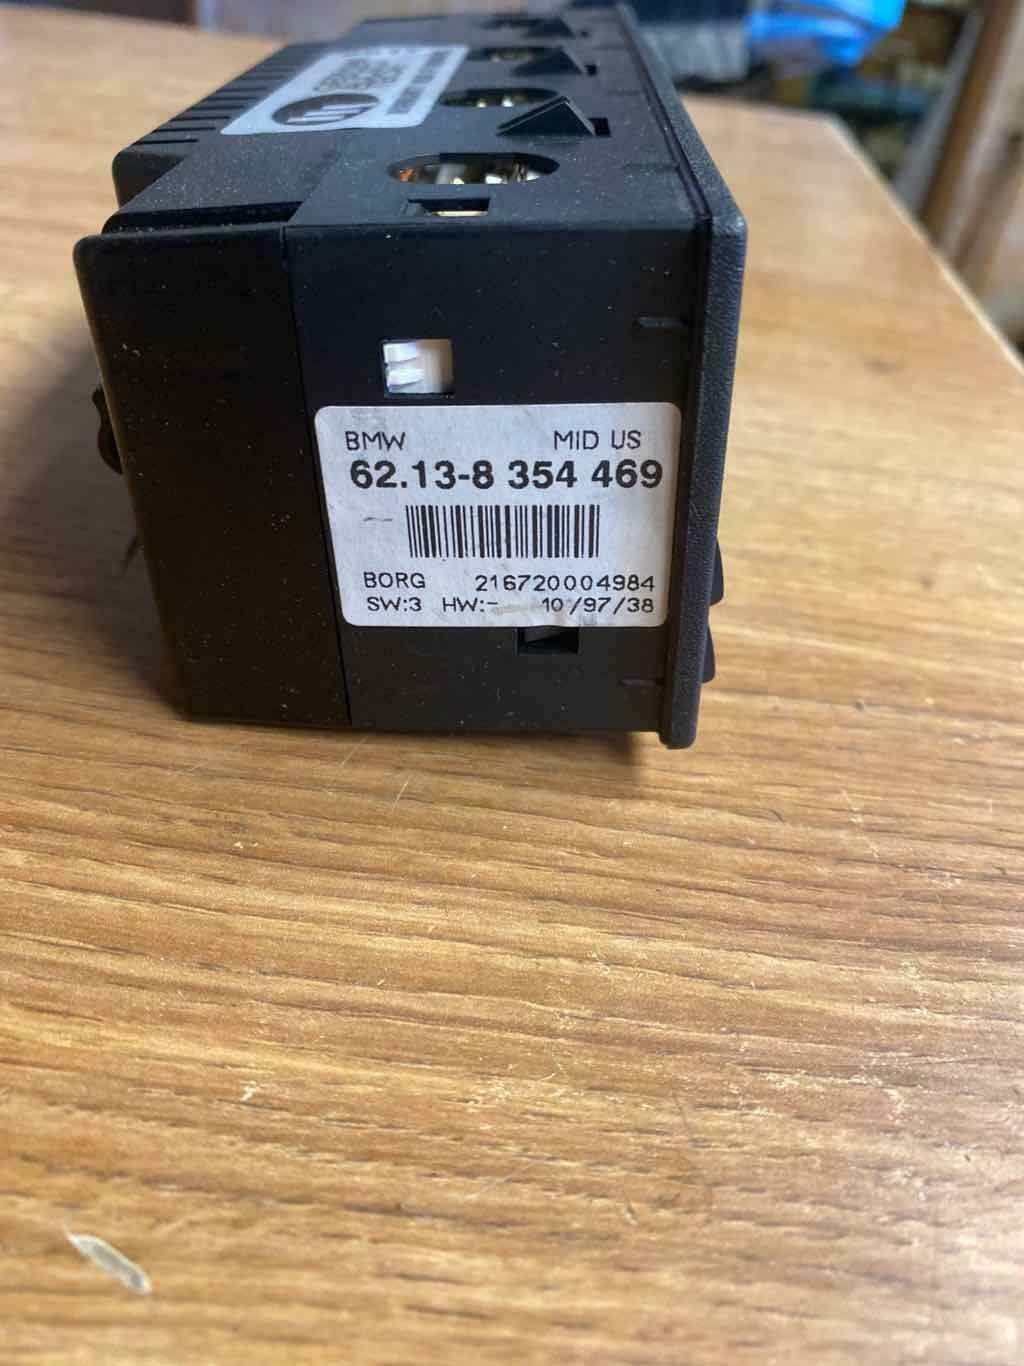 BMW MID US
62.13-8 354 469
BORG 216720004984
SW:3 HW:- 10/97/38